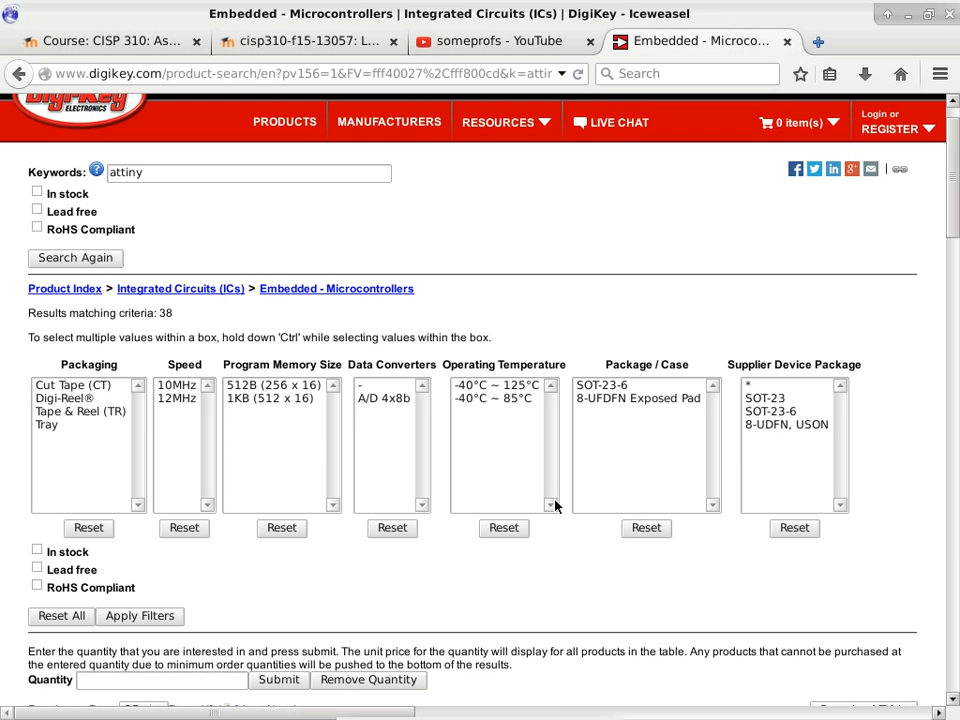 Embedded - Microcontrollers | Integrated Circuits (ICs) | DigiKey - Iceweasel
Course: CISP 310: As... × cisp310-f15-13057: L... × someprofs - YouTube × Embedded - Microco... ×
www.digikey.com/product-search/en?pv156=1&FV=fff40027%2Cfff800cd&k=attir Search
Digi-Key
ELECTRONICS
PRODUCTS MANUFACTURERS RESOURCES LIVE CHAT 0 item(s) Login or
REGISTER
Keywords: ? attiny
In stock
Lead free
RoHS Compliant
Search Again
Product Index > Integrated Circuits (ICs) > Embedded - Microcontrollers
Results matching criteria: 38
To select multiple values within a box, hold down 'Ctrl' while selecting values within the box.
Packaging Speed Program Memory Size Data Converters Operating Temperature Package / Case Supplier Device Package
Cut Tape (CT) 10MHz 512B (256 x 16) - -40°C ~ 125°C SOT-23-6 *
Digi-Reel® 12MHz 1KB (512 x 16) A/D 4x8b -40°C ~ 85°C 8-UFDFN Exposed Pad SOT-23
Tape & Reel (TR) SOT-23-6
Tray 8-UDFN, USON
Reset Reset Reset Reset Reset Reset Reset
In stock
Lead free
RoHS Compliant
Reset All Apply Filters
Enter the quantity that you are interested in and press submit. The unit price for the quantity will display for all products in the table. Any products that cannot be purchased at
the entered quantity due to minimum order quantities will be pushed to the bottom of the results.
Quantity Submit Remove Quantity